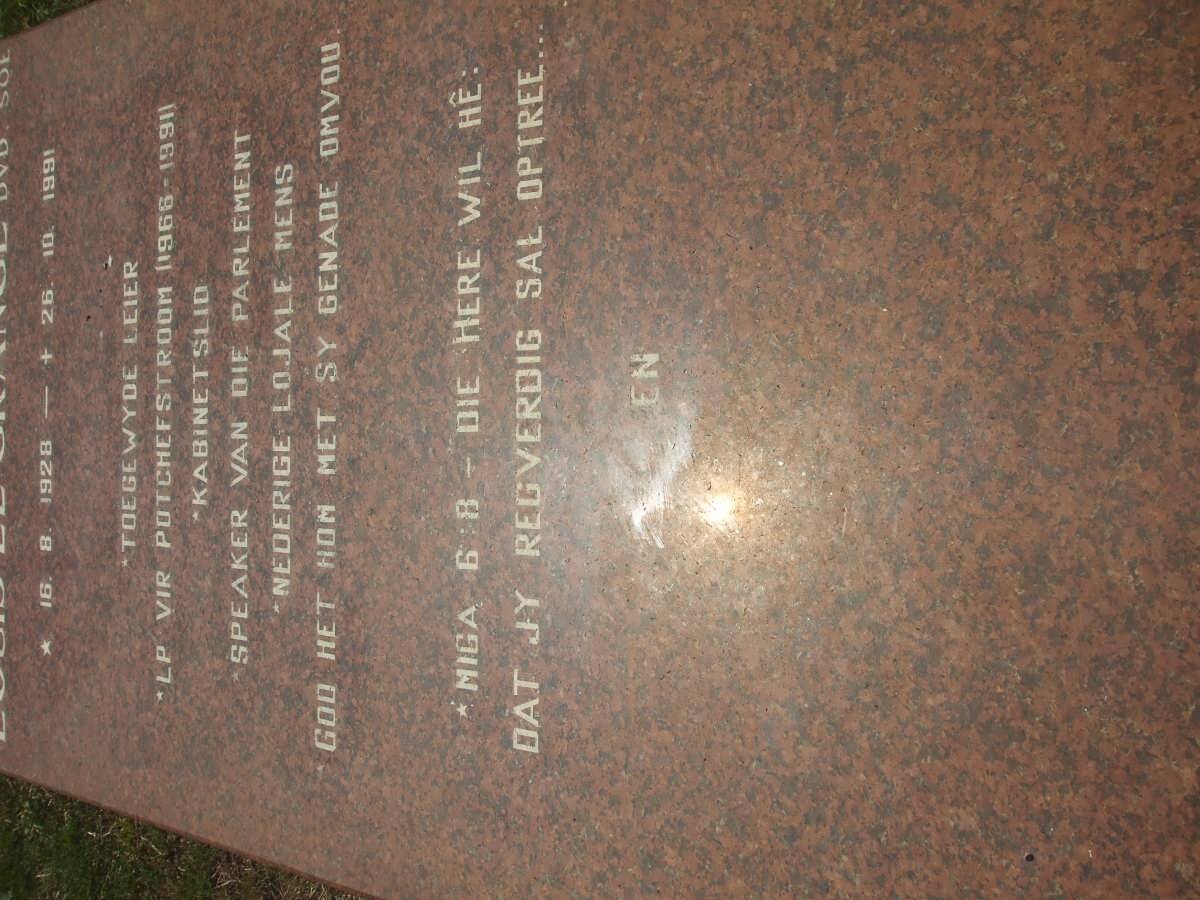 LOUIS LE GRANGE DVD SOE
★ 16. 8. 1928 — + 26. 10. 1991
*TOEGEWYDE LEIER
*LP VIR POTCHEFSTROOM (1966-1991)
*KABINETSLID
*SPEAKER VAN DIE PARLEMENT
*NEDERIGE LOJALE MENS
*GOD HET HOM MET SY GENADE OMVOU.
★MIGA 6:8 - DIE HERE WIL HÊ:
DAT JY REGVERDIG SAL OPTREE...
EN